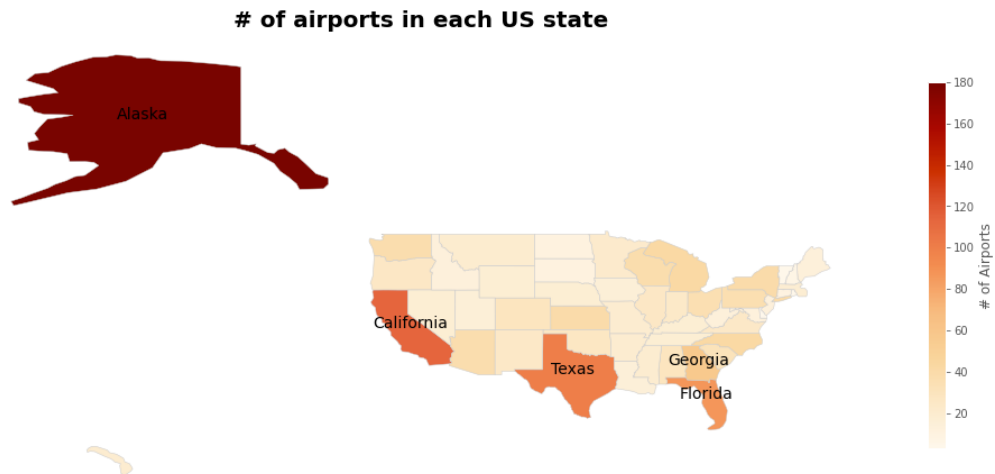 # of airports in each US state
Alaska
California
Texas
Georgia
Florida
180
160
140
120
100
80
60
40
20
# of Airports